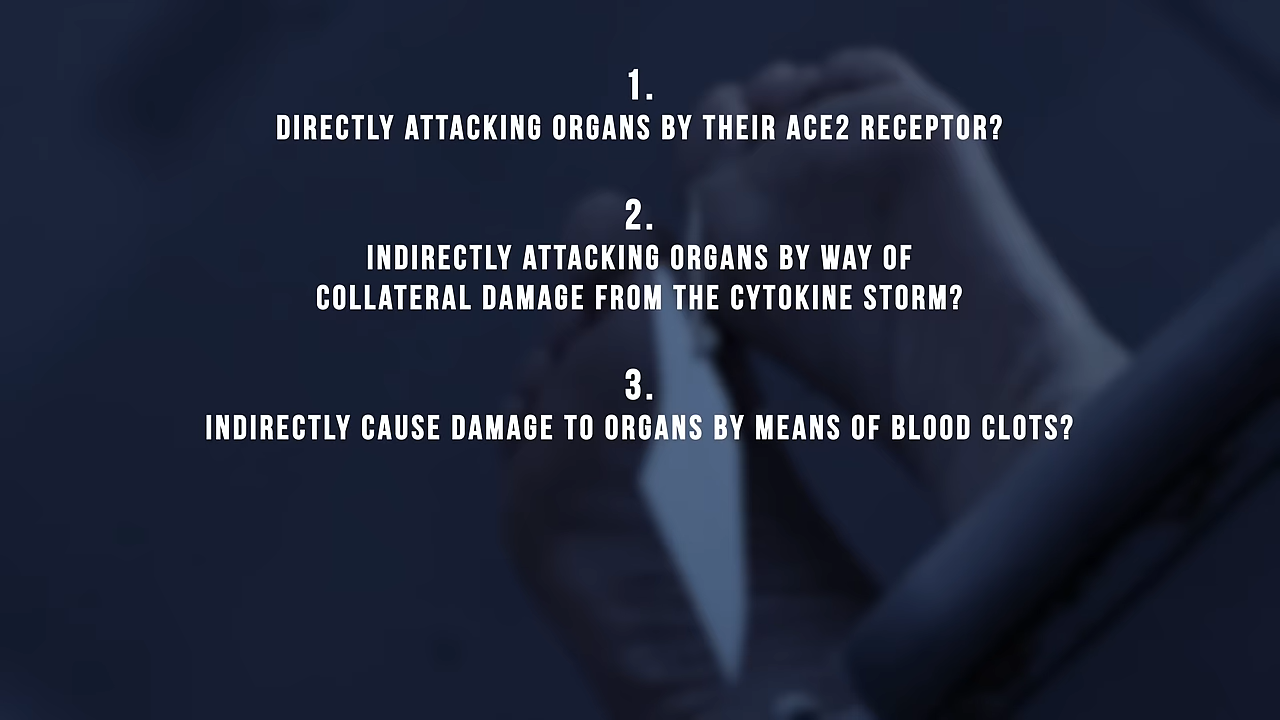 1.
DIRECTLY ATTACKING ORGANS BY THEIR ACE2 RECEPTOR?
2.
INDIRECTLY ATTACKING ORGANS BY WAY OF
COLLATERAL DAMAGE FROM THE CYTOKINE STORM?
3.
INDIRECTLY CAUSE DAMAGE TO ORGANS BY MEANS OF BLOOD CLOTS?